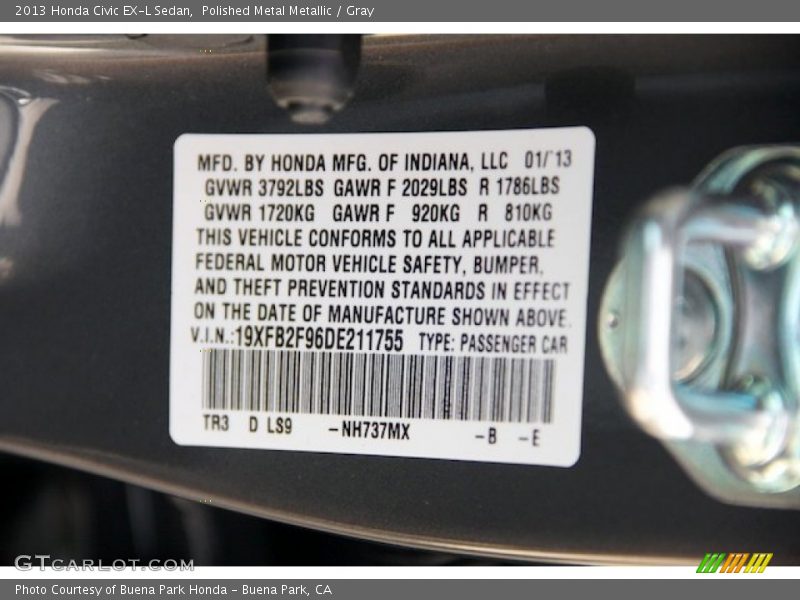 2013 Honda Civic EX-L Sedan,  Polished Metal Metallic / Gray
MFD. BY HONDA MFG. OF INDIANA, LLC  01/'13
GVWR 3792LBS  GAWR F 2029LBS  R 1786LBS
GVWR 1720KG  GAWR F  920KG  R  810KG
THIS VEHICLE CONFORMS TO ALL APPLICABLE
FEDERAL MOTOR VEHICLE SAFETY, BUMPER,
AND THEFT PREVENTION STANDARDS IN EFFECT
ON THE DATE OF MANUFACTURE SHOWN ABOVE.
V.I.N.:19XFB2F96DE211755  TYPE: PASSENGER CAR
TR3  D LS9  -NH737MX  -B  -E
GTCARLOT.COM
Photo Courtesy of Buena Park Honda - Buena Park, CA